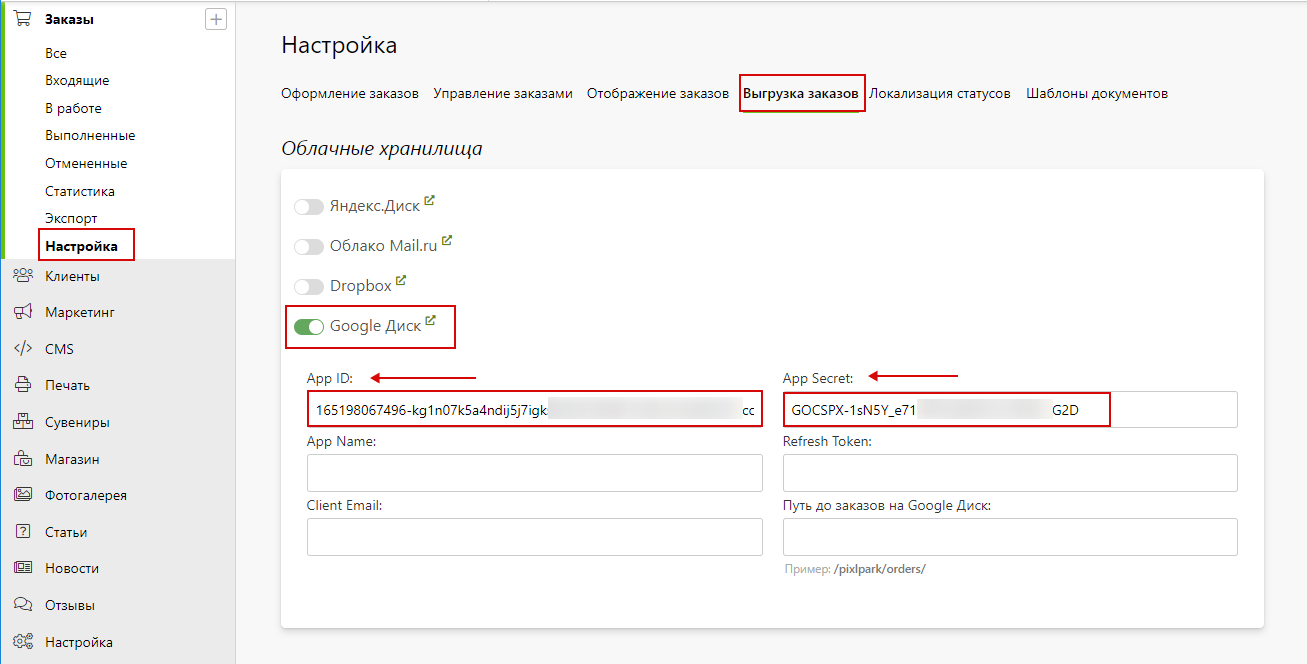 Заказы
Все
Входящие
В работе
Выполненные
Отмененные
Статистика
Экспорт
Настройка
Клиенты
Маркетинг
CMS
Печать
Сувениры
Магазин
Фотогалерея
Статьи
Новости
Отзывы
Настройка
Настройка
Оформление заказов Управление заказами Отображение заказов Выгрузка заказов Локализация статусов Шаблоны документов
Облачные хранилища
Яндекс.Диск
Облако Mail.ru
Dropbox
Google Диск
App ID: App Secret:
165198067496-kg1n07k5a4ndij5j7igk cc GOCSPX-1sN5Y_e71 G2D
App Name: Refresh Token:
Client Email: Путь до заказов на Google Диск:
Пример: /pixlpark/orders/